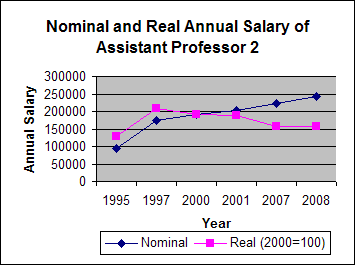 Nominal and Real Annual Salary of
Assistant Professor 2
Annual Salary
300000
250000
200000
150000
100000
50000
0
1995 1997 2000 2001 2007 2008
Year
Nominal Real (2000=100)